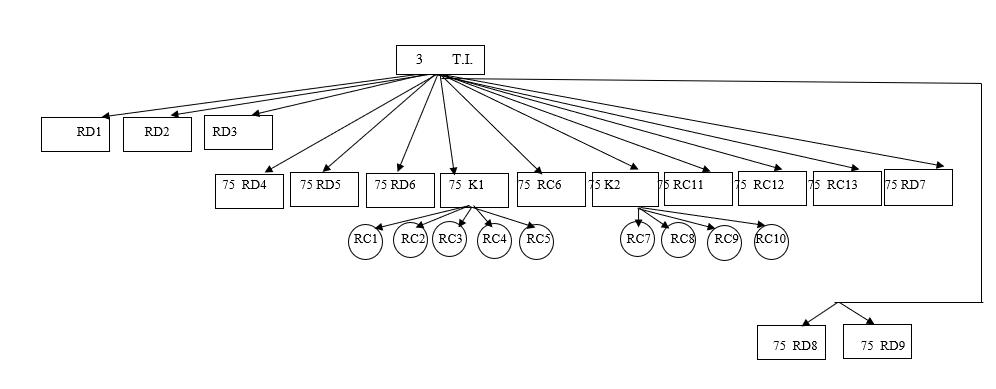 3 T.I.
RD1 RD2 RD3
75 RD4 75 RD5 75 RD6 75 K1 75 RC6 75 K2 75 RC11 75 RC12 75 RC13 75 RD7
RC1 RC2 RC3 RC4 RC5 RC7 RC8 RC9 RC10
75 RD8 75 RD9